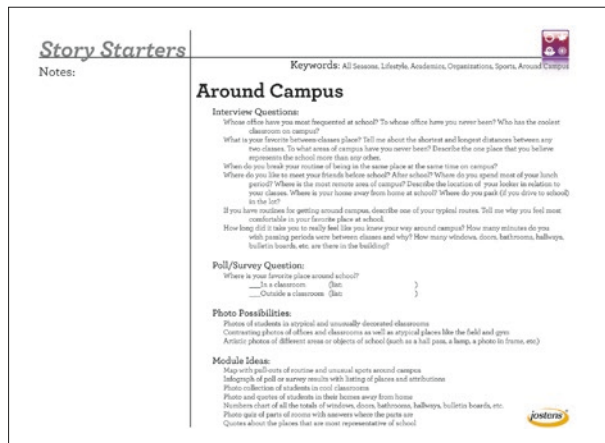 Story Starters
Notes:
Keywords: All Seasons, Lifestyle, Academics, Organizations, Sports, Around Campus
Around Campus
Interview Questions:
Whose office have you most frequented at school? To whose office have you never been? Who has the coolest
classroom on campus?
What is your favorite between-classes place? Tell me about the shortest and longest distances between any
two classes. To what areas of campus have you never been? Describe the one place that you believe
represents the school more than any other.
When do you break your routine of being in the same place at the same time on campus?
Where do you like to meet your friends before school? After school? Where do you spend most of your lunch
period? Where is the most remote area of campus? Describe the location of your locker in relation to
your classes. Where is your home away from home at school? Where do you park (if you drive to school)
in the lot?
If you have routines for getting around campus, describe one of your typical routes. Tell me why you feel most
comfortable in your favorite place at school.
How long did it take you to really feel like you knew your way around campus? How many minutes do you
wish passing periods were between classes and why? How many windows, doors, bathrooms, hallways,
bulletin boards, etc. are there in the building?
Poll/Survey Question:
Where is your favorite place around school?
___In a classroom (list: )
___Outside a classroom (list: )
Photo Possibilities:
Photos of students in atypical and unusually decorated classrooms
Contrasting photos of offices and classrooms as well as atypical places like the field and gym
Artistic photos of different areas or objects of school (such as a hall pass, a lamp, a photo in frame, etc.)
Module Ideas:
Map with pull-outs of routine and unusual spots around campus
Infograph of poll or survey results with listing of places and attributions
Photo collection of students in cool classrooms
Photo and quotes of students in their homes away from home
Numbers chart of all the totals of windows, doors, bathrooms, hallways, bulletin boards, etc.
Photo quiz of parts of rooms with answers where the parts are
Quotes about the places that are most representative of school
jostens